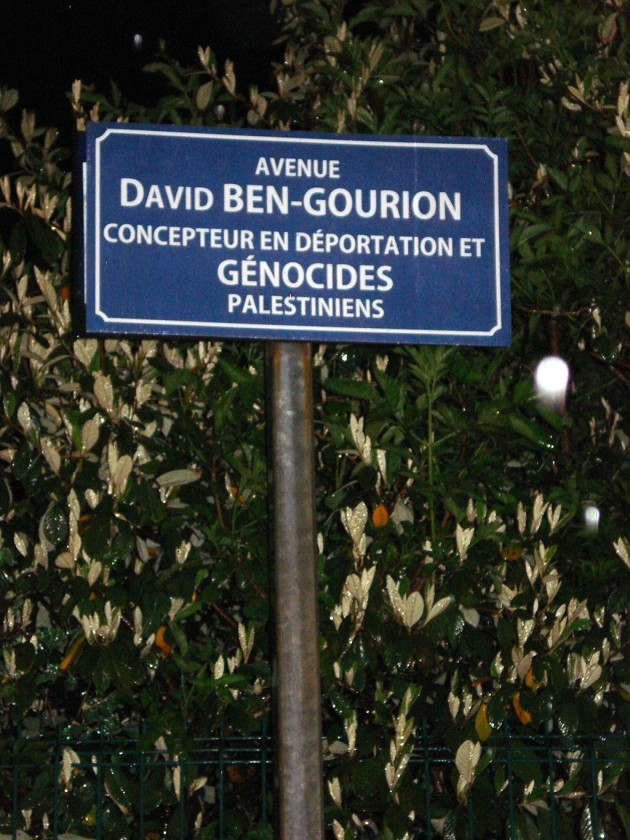 AVENUE
DAVID BEN-GOURION
CONCEPTEUR EN DÉPORTATION ET
GÉNOCIDES
PALESTINIENS